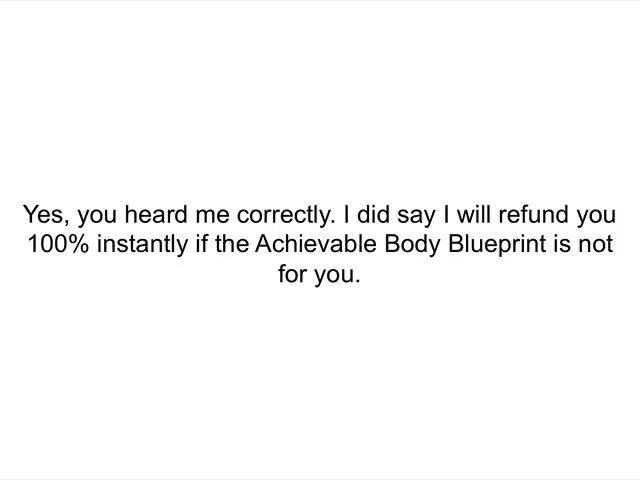 Yes, you heard me correctly. I did say I will refund you
100% instantly if the Achievable Body Blueprint is not
for you.